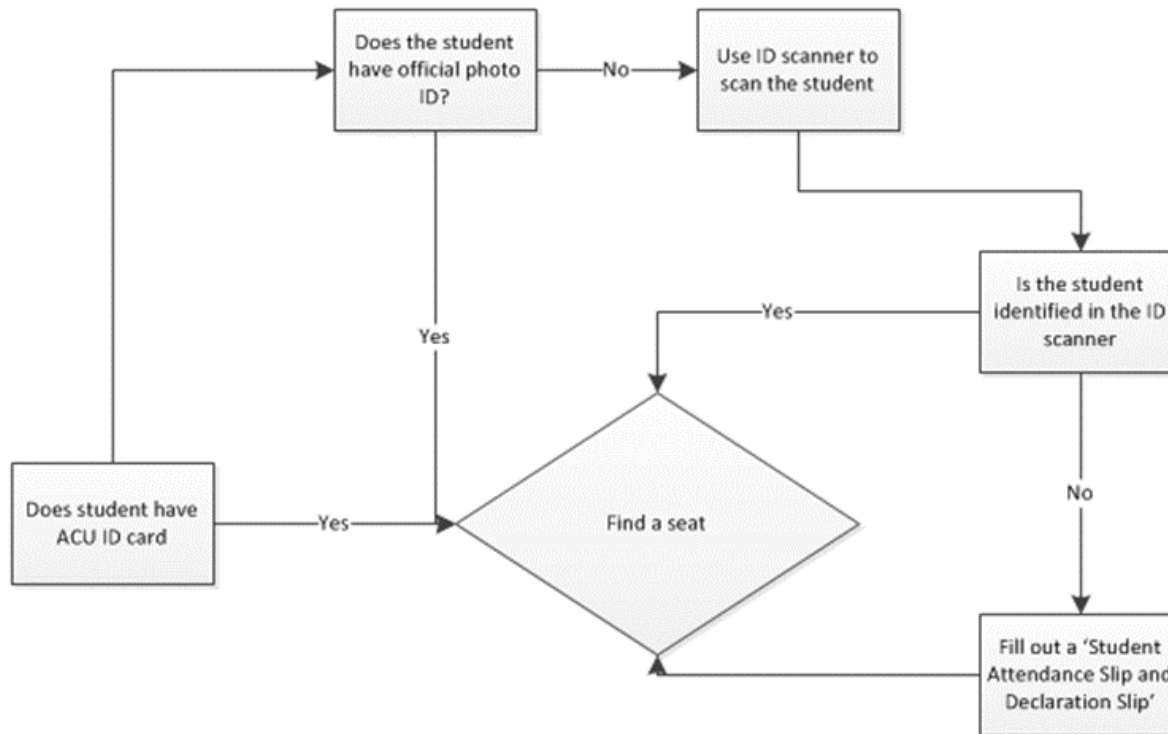 Does the student
have official photo
ID?
No
Use ID scanner to
scan the student
Is the student
identified in the ID
scanner
Yes
Yes
Does student have
ACU ID card
Yes
Find a seat
No
Fill out a ‘Student
Attendance Slip and
Declaration Slip’